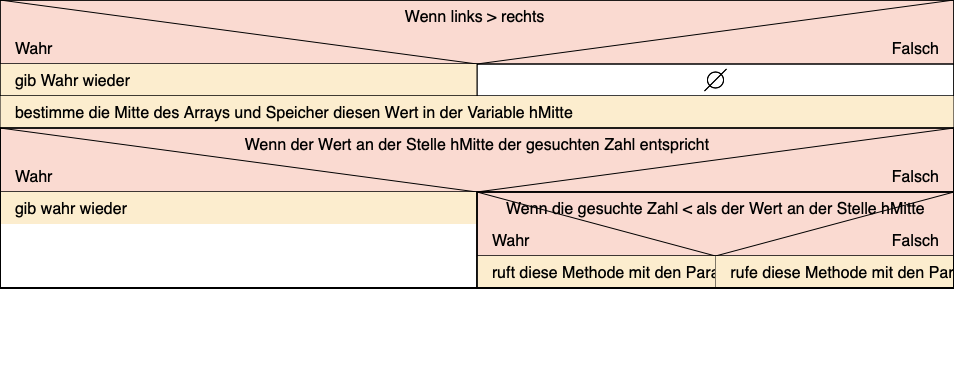 Wenn links > rechts
Wahr Falsch
gib Wahr wieder ∅
bestimme die Mitte des Arrays und Speicher diesen Wert in der Variable hMitte
Wenn der Wert an der Stelle hMitte der gesuchten Zahl entspricht
Wahr Falsch
gib wahr wieder
Wenn die gesuchte Zahl < als der Wert an der Stelle hMitte
Wahr Falsch
ruft diese Methode mit den Para rufe diese Methode mit den Par